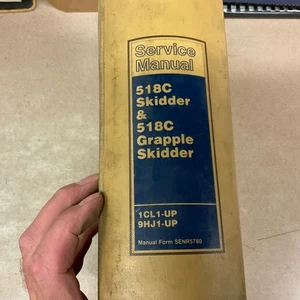 Service
Manual
518C
Skidder
&
518C
Grapple
Skidder
1CL1-UP
9HJ1-UP
Manual Form SENR5780